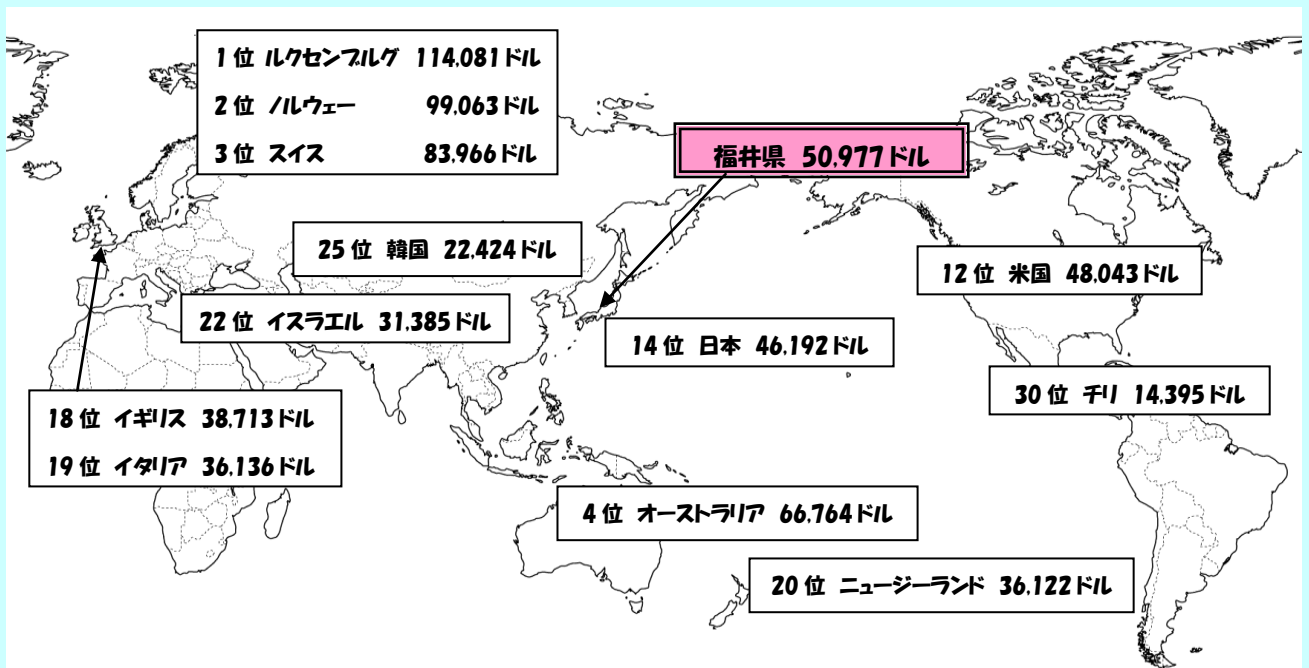 1位 ルクセンブルグ 114,081ドル
2位 ノルウェー 99,063ドル
3位 スイス 83,966ドル
福井県 50,977ドル
25位 韓国 22,424ドル
12位 米国 48,043ドル
22位 イスラエル 31,385ドル
14位 日本 46,192ドル
30位 チリ 14,395ドル
18位 イギリス 38,713ドル
19位 イタリア 36,136ドル
4位 オーストラリア 66,764ドル
20位 ニュージーランド 36,122ドル